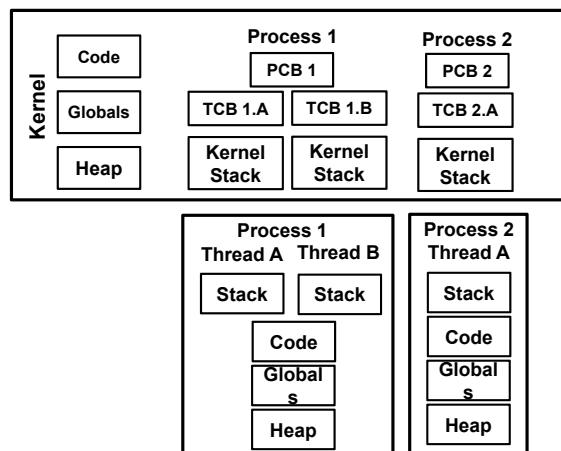 Kernel
Code
Globals
Heap
Process 1
PCB 1
TCB 1.A
TCB 1.B
Kernel
Stack
Kernel
Stack
Process 2
PCB 2
TCB 2.A
Kernel
Stack
Process 1
Thread A
Thread B
Stack
Stack
Code
Global
s
Heap
Process 2
Thread A
Stack
Code
Global
s
Heap